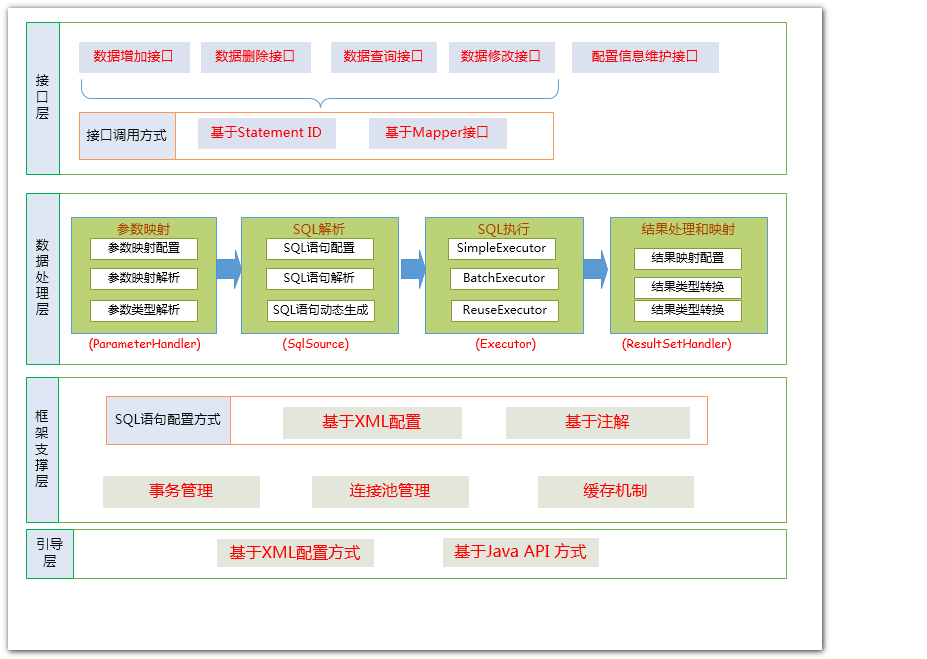 接口层
数据增加接口
数据删除接口
数据查询接口
数据修改接口
配置信息维护接口
接口调用方式
基于Statement ID
基于Mapper接口
数据处理层
参数映射
参数映射配置
参数映射解析
参数类型解析
(ParameterHandler)
SQL解析
SQL语句配置
SQL语句解析
SQL语句动态生成
(SqlSource)
SQL执行
SimpleExecutor
BatchExecutor
ReuseExecutor
(Executor)
结果处理和映射
结果映射配置
结果类型转换
结果类型转换
(ResultSetHandler)
框架支撑层
SQL语句配置方式
基于XML配置
基于注解
事务管理
连接池管理
缓存机制
引导
层
基于XML配置方式
基于Java API 方式